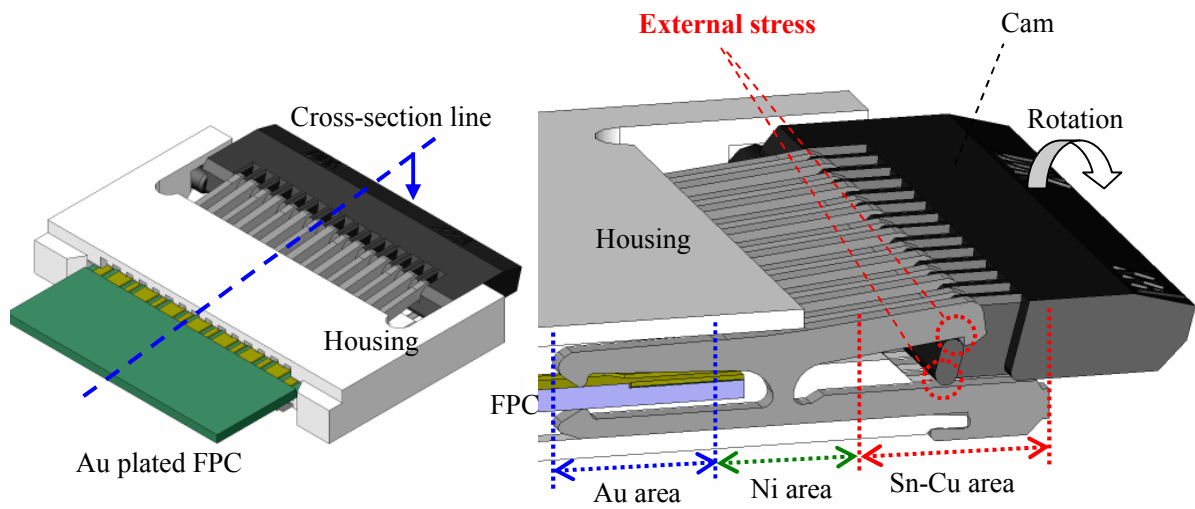 Cross-section line
Housing
Au plated FPC
External stress
Cam
Rotation
Housing
FPC
Au area
Ni area
Sn-Cu area